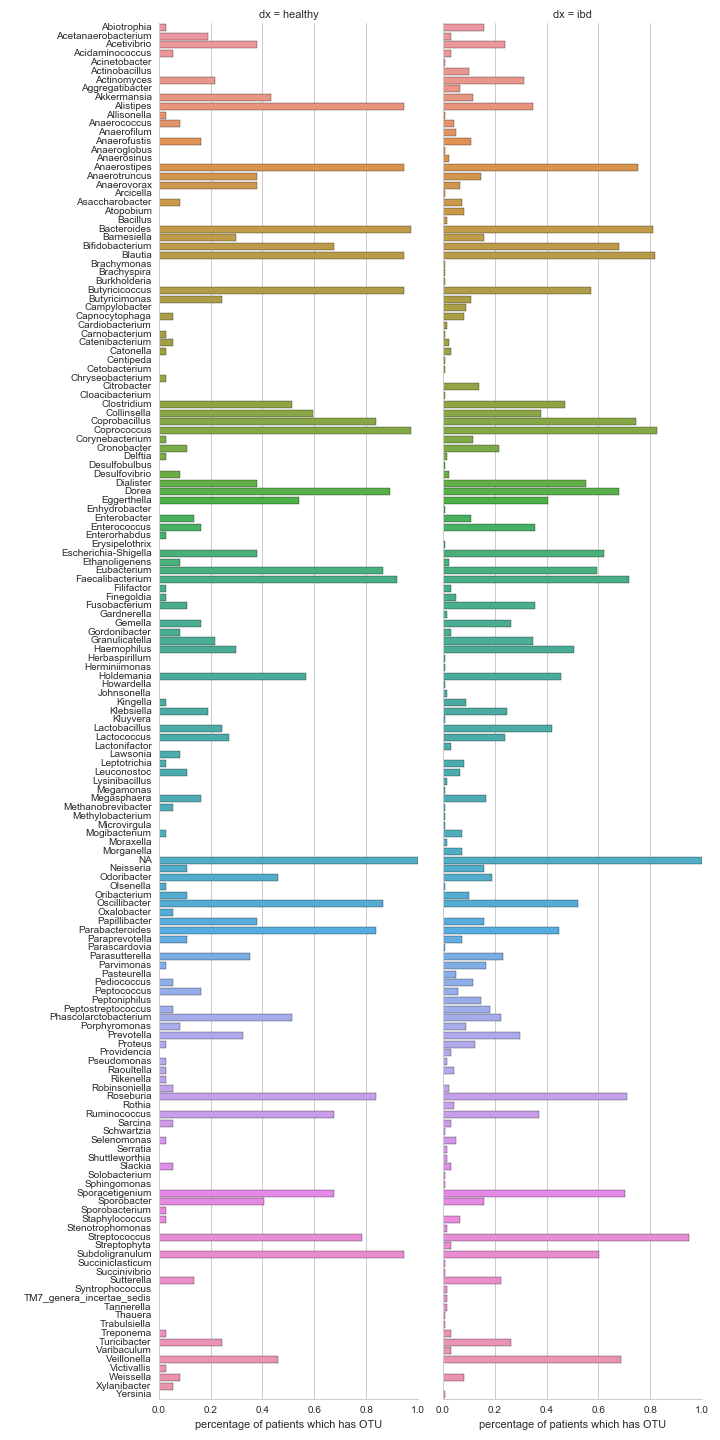 dx = healthy
dx = ibd
Abiotrophia
Acetanaerobacterium
Acetivibrio
Acidaminococcus
Acinetobacter
Actinobacillus
Actinomyces
Aggregatibacter
Akkermansia
Alistipes
Allisonella
Anaerococcus
Anaerofilum
Anaerofustis
Anaeroglobus
Anaerosinus
Anaerostipes
Anaerotruncus
Anaerovorax
Arcicella
Asaccharobacter
Atopobium
Bacillus
Bacteroides
Barnesiella
Bifidobacterium
Blautia
Brachymonas
Brachyspira
Burkholderia
Butyricicoccus
Butyricimonas
Campylobacter
Capnocytophaga
Cardiobacterium
Carnobacterium
Catenibacterium
Catonella
Centipeda
Cetobacterium
Chryseobacterium
Citrobacter
Cloacibacterium
Clostridium
Collinsella
Coprobacillus
Coprococcus
Corynebacterium
Cronobacter
Delftia
Desulfobulbus
Desulfovibrio
Dialister
Dorea
Eggerthella
Enhydrobacter
Enterobacter
Enterococcus
Enterorhabdus
Erysipelothrix
Escherichia-Shigella
Ethanoligenens
Eubacterium
Faecalibacterium
Filifactor
Finegoldia
Fusobacterium
Gardnerella
Gemella
Gordonibacter
Granulicatella
Haemophilus
Herbaspirillum
Herminiimonas
Holdemania
Howardella
Johnsonella
Kingella
Klebsiella
Kluyvera
Lactobacillus
Lactococcus
Lactonifactor
Lawsonia
Leptotrichia
Leuconostoc
Lysinibacillus
Megamonas
Megasphaera
Methanobrevibacter
Methylobacterium
Microvirgula
Mogibacterium
Moraxella
Morganella
NA
Neisseria
Odoribacter
Olsenella
Oribacterium
Oscillibacter
Oxalobacter
Papillibacter
Parabacteroides
Paraprevotella
Parascardovia
Parasutterella
Parvimonas
Pasteurella
Pediococcus
Peptococcus
Peptoniphilus
Peptostreptococcus
Phascolarctobacterium
Porphyromonas
Prevotella
Proteus
Providencia
Pseudomonas
Raoultella
Rikenella
Robinsoniella
Roseburia
Rothia
Ruminococcus
Sarcina
Schwartzia
Selenomonas
Serratia
Shuttleworthia
Slackia
Solobacterium
Sphingomonas
Sporacetigenium
Sporobacter
Sporobacterium
Staphylococcus
Stenotrophomonas
Streptococcus
Streptophyta
Subdoligranulum
Succiniclasticum
Succinivibrio
Sutterella
Syntrophococcus
TM7_genera_incertae_sedis
Tannerella
Thauera
Trabulsiella
Treponema
Turicibacter
Varibaculum
Veillonella
Victivallis
Weissella
Xylanibacter
Yersinia
0.0 0.2 0.4 0.6 0.8 1.0
0.0 0.2 0.4 0.6 0.8 1.0
percentage of patients which has OTU
percentage of patients which has OTU